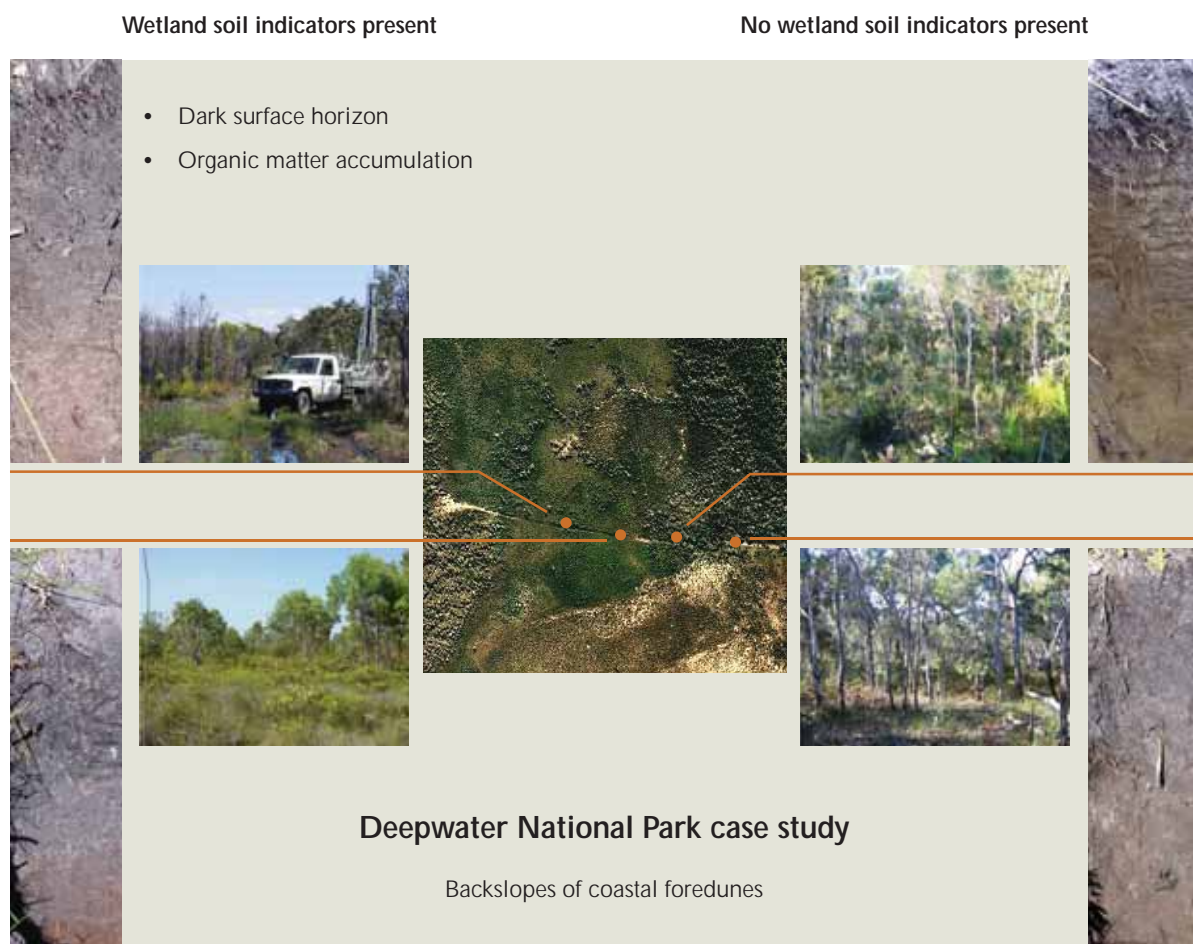 Wetland soil indicators present
No wetland soil indicators present
• Dark surface horizon
• Organic matter accumulation
Deepwater National Park case study
Backslopes of coastal foredunes